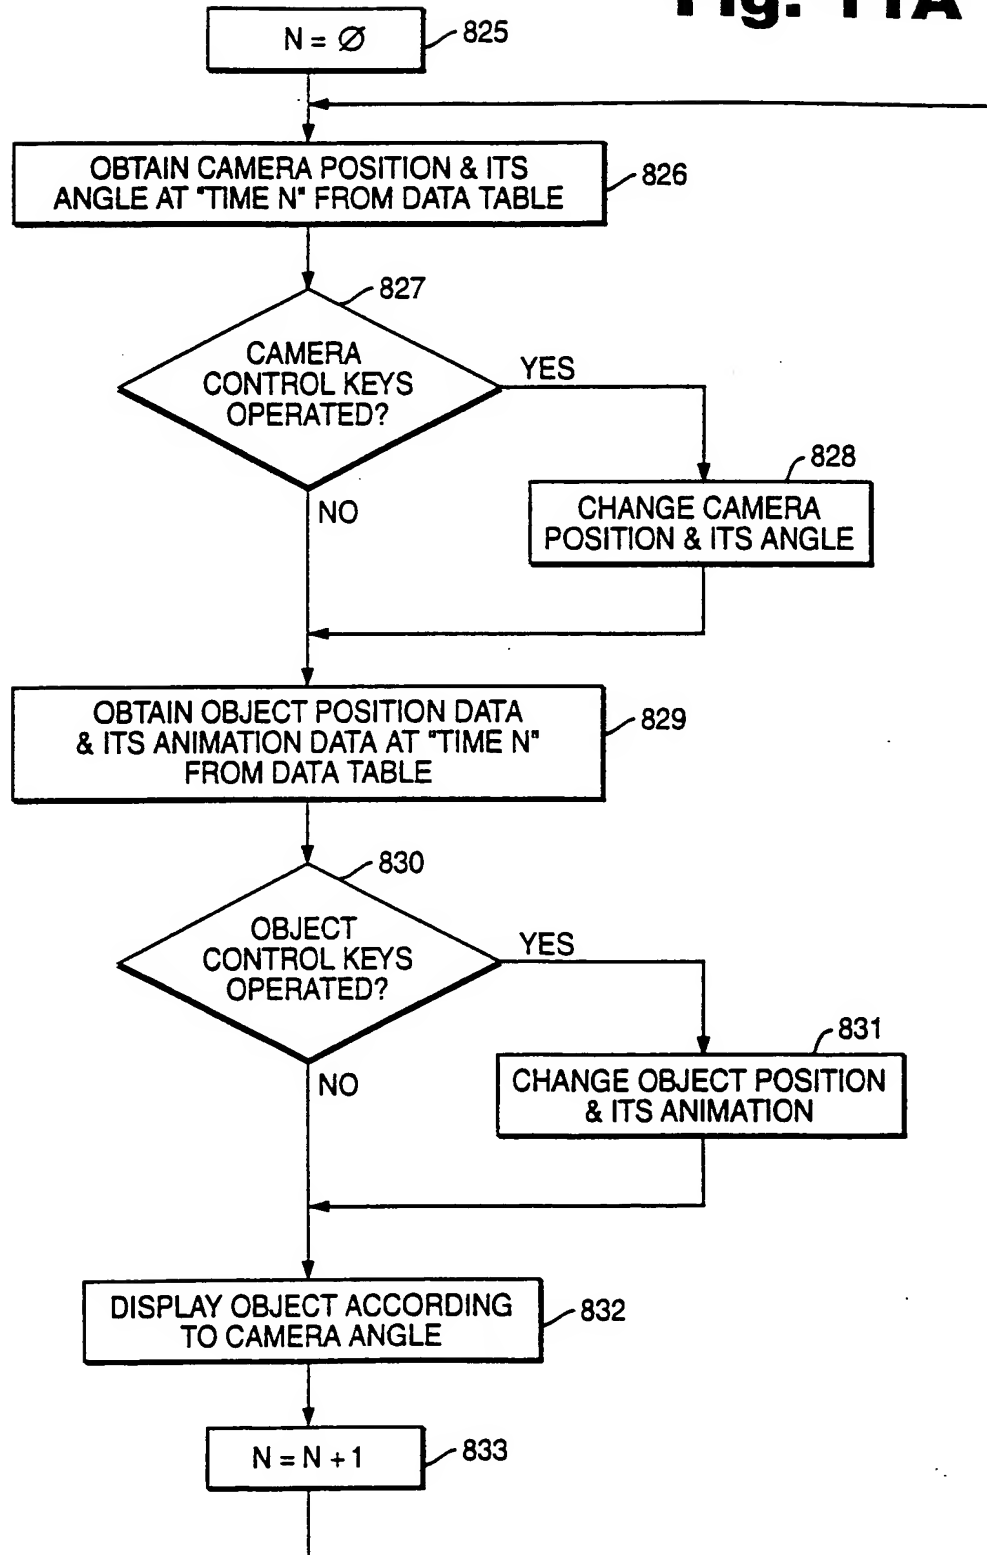 Fig. 11A
N = Ø
825
OBTAIN CAMERA POSITION & ITS
ANGLE AT "TIME N" FROM DATA TABLE
826
827
CAMERA
CONTROL KEYS
OPERATED?
YES
828
CHANGE CAMERA
POSITION & ITS ANGLE
NO
OBTAIN OBJECT POSITION DATA
& ITS ANIMATION DATA AT "TIME N"
FROM DATA TABLE
829
830
OBJECT
CONTROL KEYS
OPERATED?
YES
831
CHANGE OBJECT POSITION
& ITS ANIMATION
NO
DISPLAY OBJECT ACCORDING
TO CAMERA ANGLE
832
N = N + 1
833